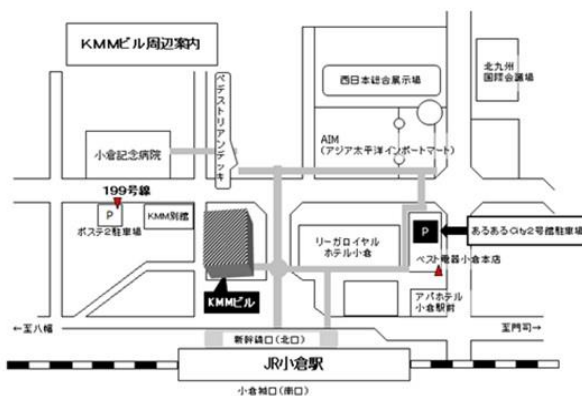 KMMビル周辺案内
ペデストリアンデッキ
西日本総合展示場
北九州
国際会議場
小倉記念病院
AIM
(アジア太平洋インポートマート)
199号線
P
ポステ2駐車場
KMM別館
リーガロイヤル
ホテル小倉
P
あるあるCity2号館駐車場
ベスト電器小倉本店
KMMビル
アパホテル
小倉駅前
←至八幡
至門司→
新幹線口(北口)
JR小倉駅
小倉城口(南口)